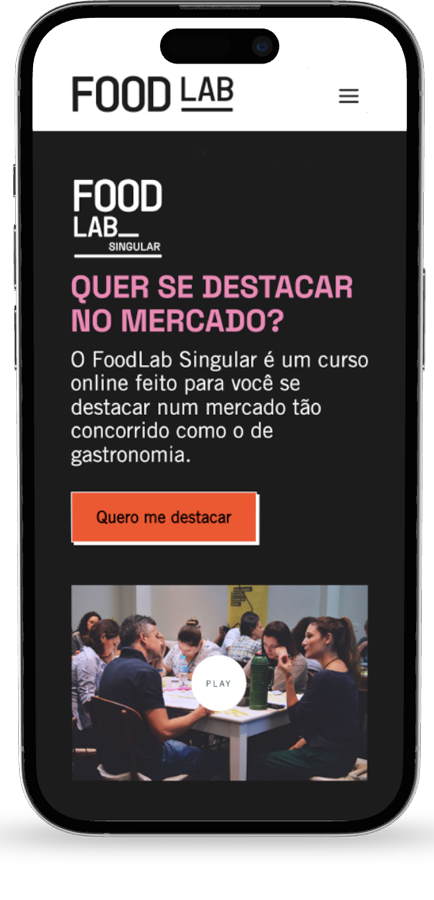 FOOD LAB
FOOD
LAB_
SINGULAR
QUER SE DESTACAR
NO MERCADO?
O FoodLab Singular é um curso
online feito para você se
destacar num mercado tão
concorrido como o de
gastronomia.
Quero me destacar
PLAY